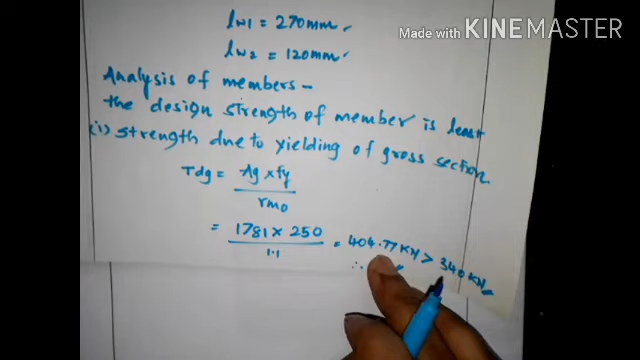 Made with KINEMASTER
lw1 = 270mm
lw2 = 120mm
Analysis of members -
the design strength of member is least
(i) strength due to yielding of gross section.
Tdg = Ag x fy
rmo
= 1781 x 250
1.1
= 404.77 KN > 340 KN
∴